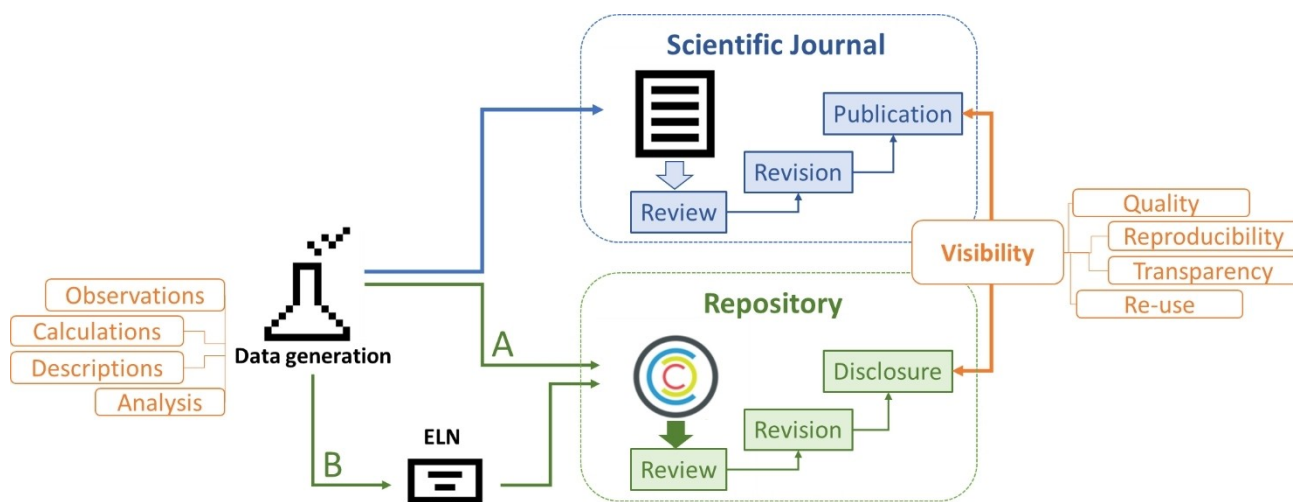 Scientific Journal
Publication
Revision
Review
Visibility
Quality
Reproducibility
Transparency
Re-use
Observations
Calculations
Descriptions
Analysis
Data generation
A
B
ELN
Repository
C
Disclosure
Revision
Review